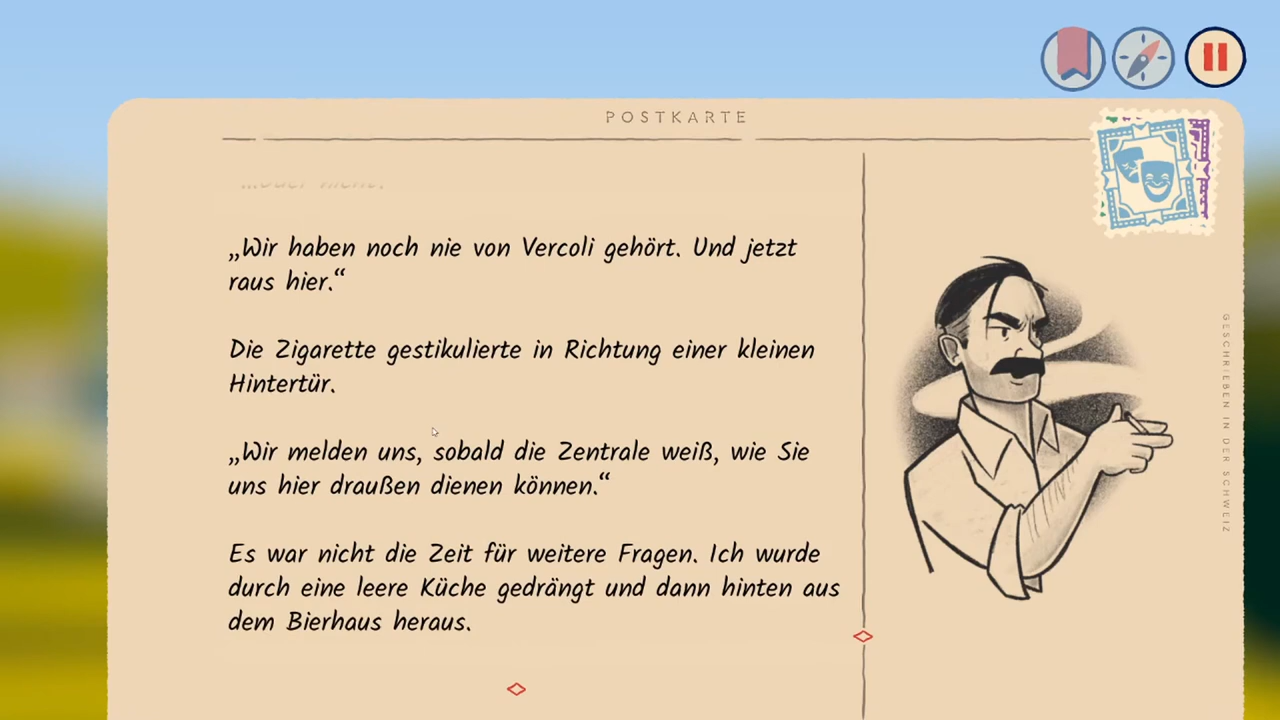 POSTKARTE
„Wir haben noch nie von Vercoli gehört. Und jetzt
raus hier.“
Die Zigarette gestikulierte in Richtung einer kleinen
Hintertür.
„Wir melden uns, sobald die Zentrale weiß, wie Sie
uns hier draußen dienen können.“
Es war nicht die Zeit für weitere Fragen. Ich wurde
durch eine leere Küche gedrängt und dann hinten aus
dem Bierhaus heraus.
GESCHRIEBEN IN DER SCHWEIZ